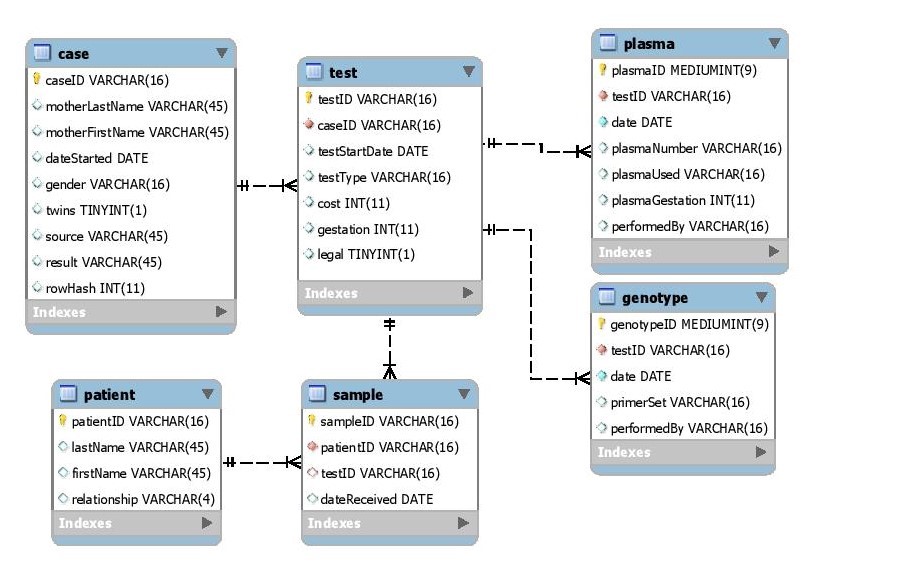 case
caseID VARCHAR(16)
motherLastName VARCHAR(45)
motherFirstName VARCHAR(45)
dateStarted DATE
gender VARCHAR(16)
twins TINYINT(1)
source VARCHAR(45)
result VARCHAR(45)
rowHash INT(11)
Indexes
test
testID VARCHAR(16)
caseID VARCHAR(16)
testStartDate DATE
testType VARCHAR(16)
cost INT(11)
gestation INT(11)
legal TINYINT(1)
Indexes
plasma
plasmaID MEDIUMINT(9)
testID VARCHAR(16)
date DATE
plasmaNumber VARCHAR(16)
plasmaUsed VARCHAR(16)
plasmaGestation INT(11)
performedBy VARCHAR(16)
Indexes
genotype
genotypeID MEDIUMINT(9)
testID VARCHAR(16)
date DATE
primerSet VARCHAR(16)
performedBy VARCHAR(16)
Indexes
patient
patientID VARCHAR(16)
lastName VARCHAR(45)
firstName VARCHAR(45)
relationship VARCHAR(4)
Indexes
sample
sampleID VARCHAR(16)
patientID VARCHAR(16)
testID VARCHAR(16)
dateReceived DATE
Indexes